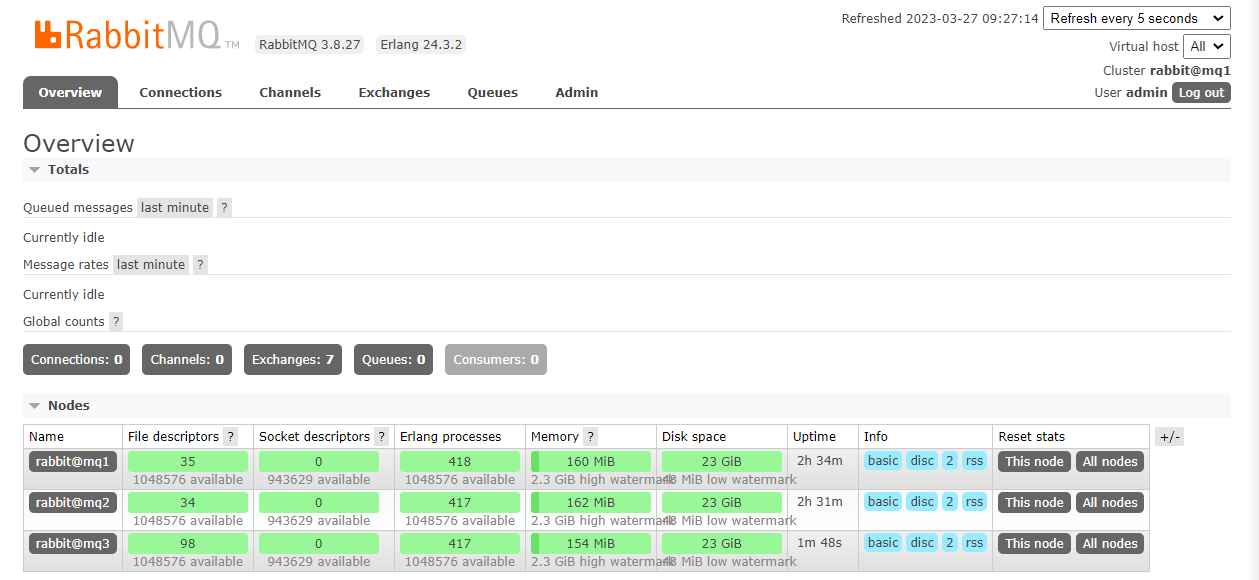 RabbitMQ TM RabbitMQ 3.8.27 Erlang 24.3.2
Refreshed 2023-03-27 09:27:14 Refresh every 5 seconds
Virtual host All
Cluster rabbit@mq1
User admin Log out
Overview Connections Channels Exchanges Queues Admin
Overview
Totals
Queued messages last minute ?
Currently idle
Message rates last minute ?
Currently idle
Global counts ?
Connections: 0 Channels: 0 Exchanges: 7 Queues: 0 Consumers: 0
Nodes
Name File descriptors ? Socket descriptors ? Erlang processes Memory ? Disk space Uptime Info Reset stats +/-
rabbit@mq1 35 0 418 160 MiB 23 GiB 2h 34m basic disc 2 rss This node All nodes
1048576 available 943629 available 1048576 available 2.3 GiB high watermark 48 MiB low watermark
rabbit@mq2 34 0 417 162 MiB 23 GiB 2h 31m basic disc 2 rss This node All nodes
1048576 available 943629 available 1048576 available 2.3 GiB high watermark 48 MiB low watermark
rabbit@mq3 98 0 417 154 MiB 23 GiB 1m 48s basic disc 2 rss This node All nodes
1048576 available 943629 available 1048576 available 2.3 GiB high watermark 48 MiB low watermark